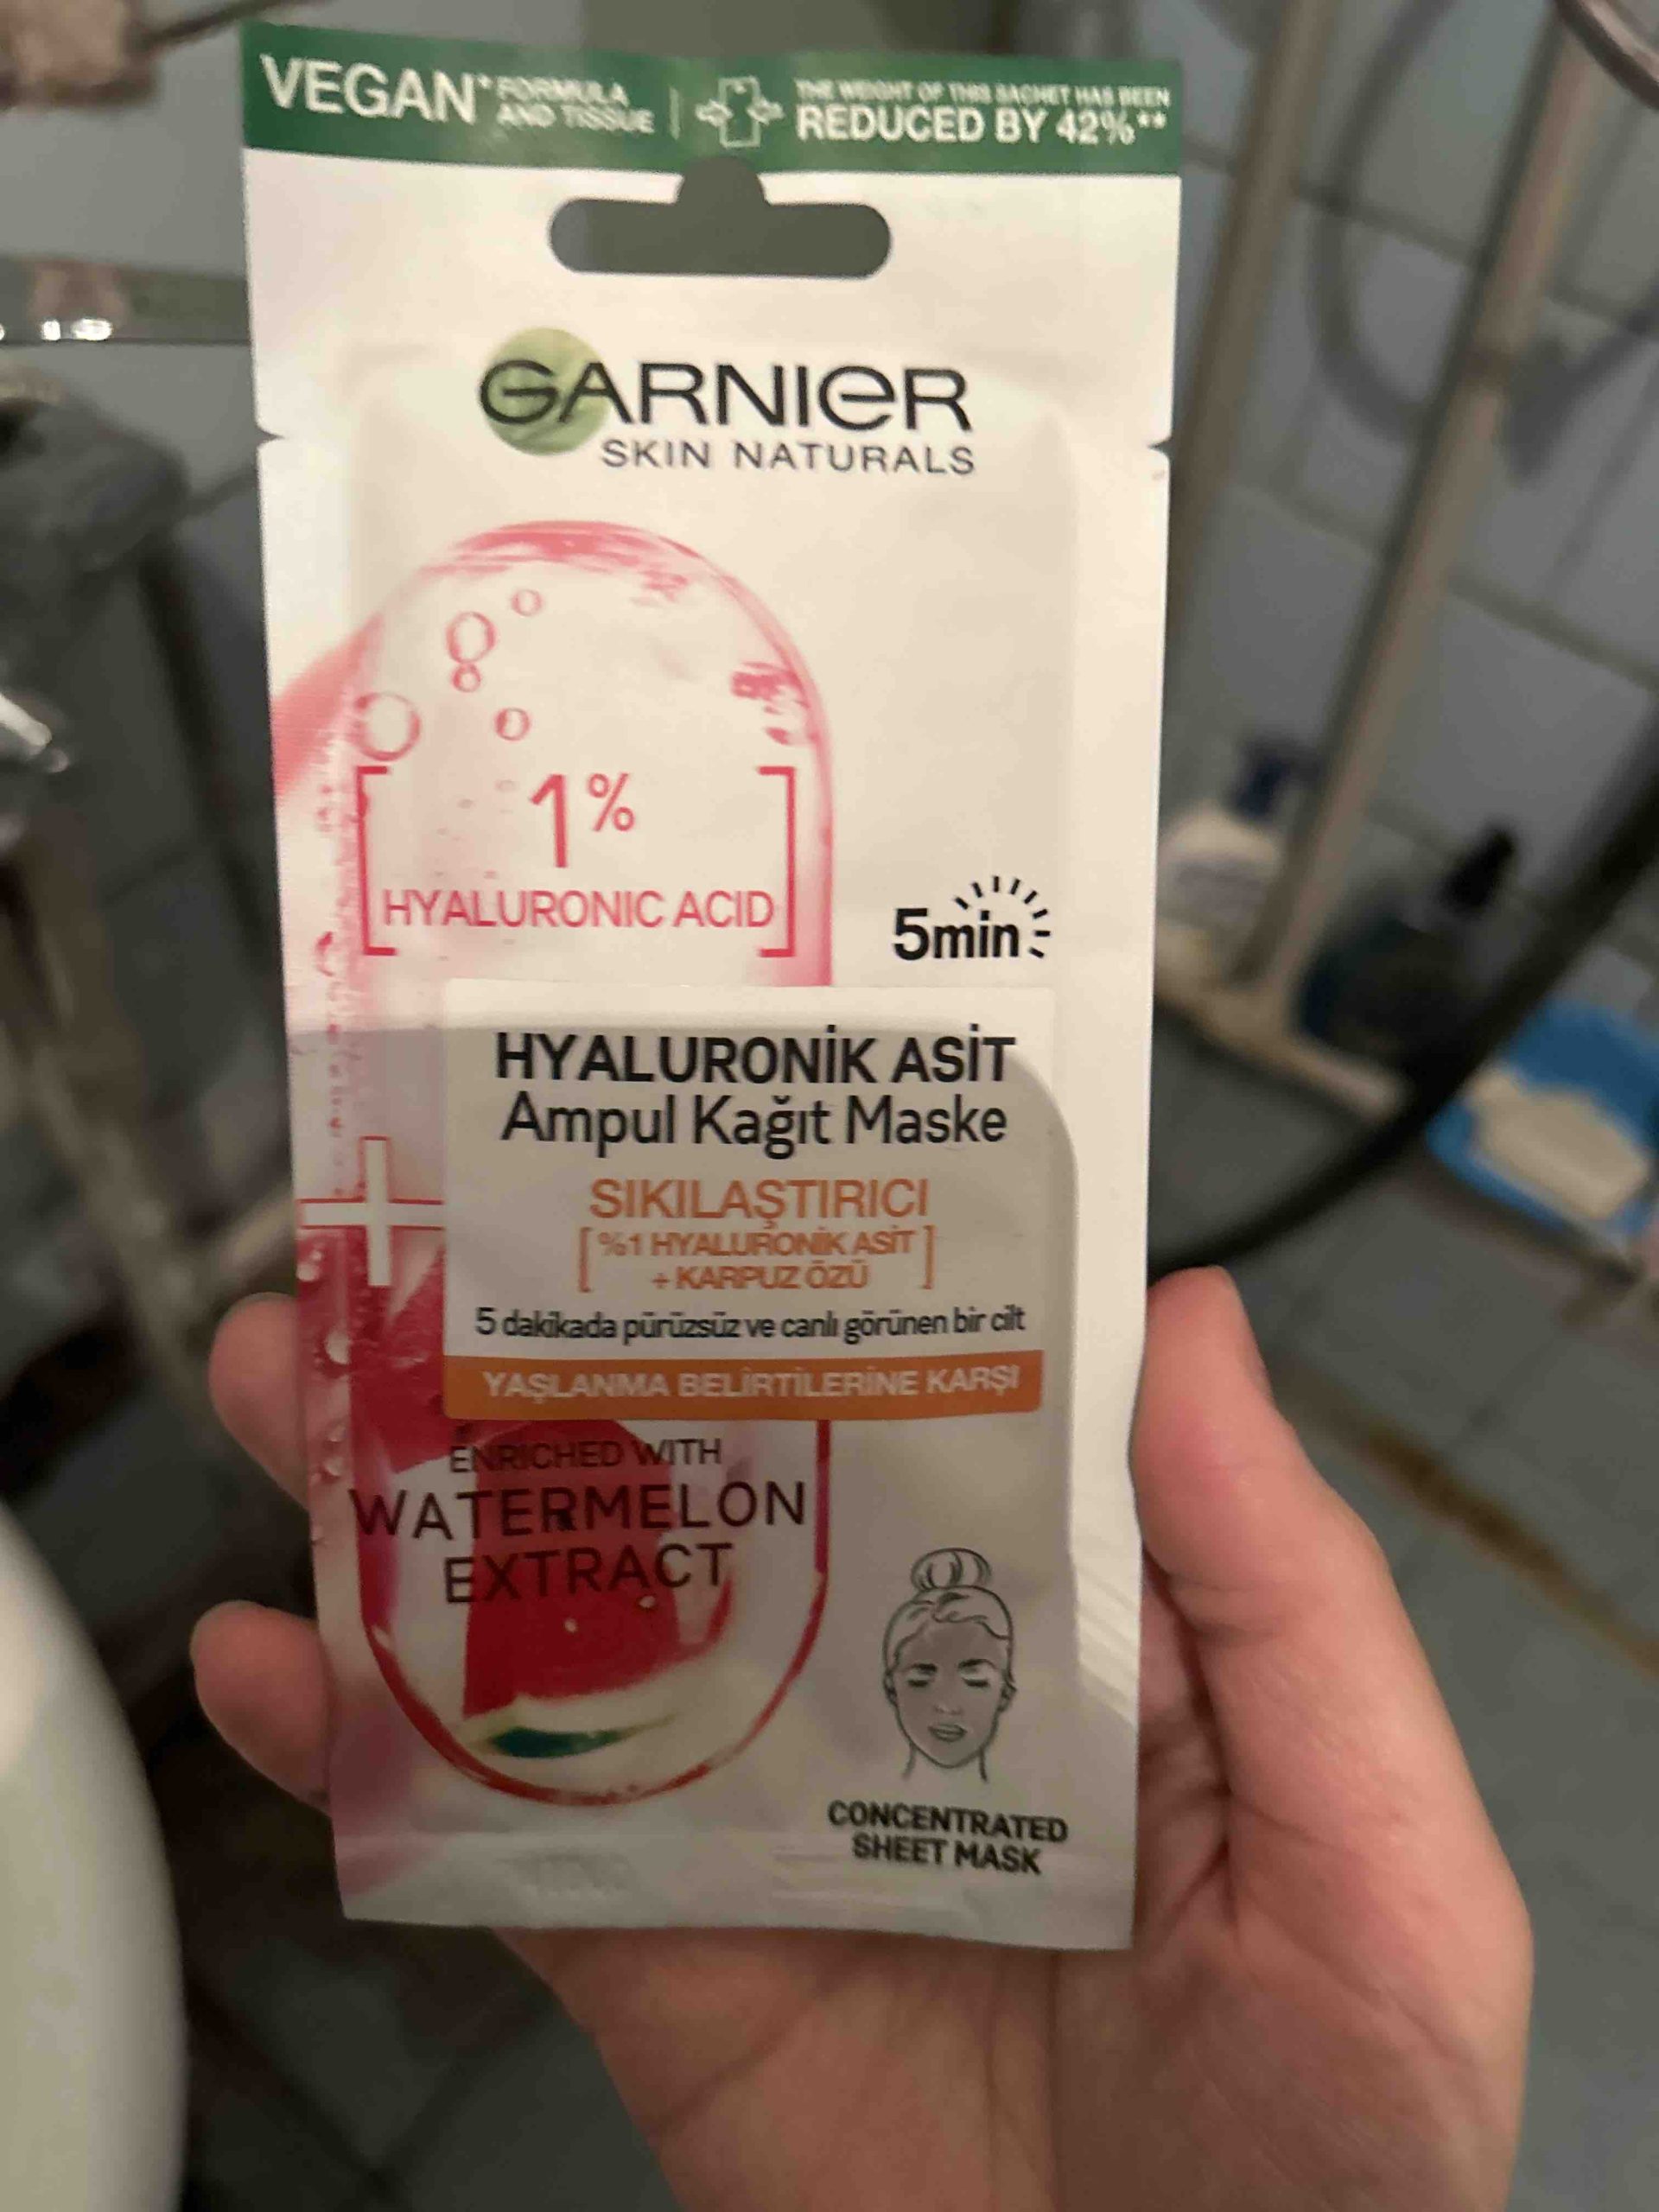 VEGAN* FORMULA AND TISSUE
THE WEIGHT OF THIS SACHET HAS BEEN
REDUCED BY 42%**
GARNIER
SKIN NATURALS
1%
HYALURONIC ACID
5min
HYALURONİK ASİT
Ampul Kağıt Maske
SIKILAŞTIRICI
[%1 HYALURONİK ASİT
+ KARPUZ ÖZÜ]
5 dakikada pürüzsüz ve canlı görünen bir cilt
YAŞLANMA BELİRTİLERİNE KARŞI
ENRICHED WITH
WATERMELON
EXTRACT
CONCENTRATED
SHEET MASK